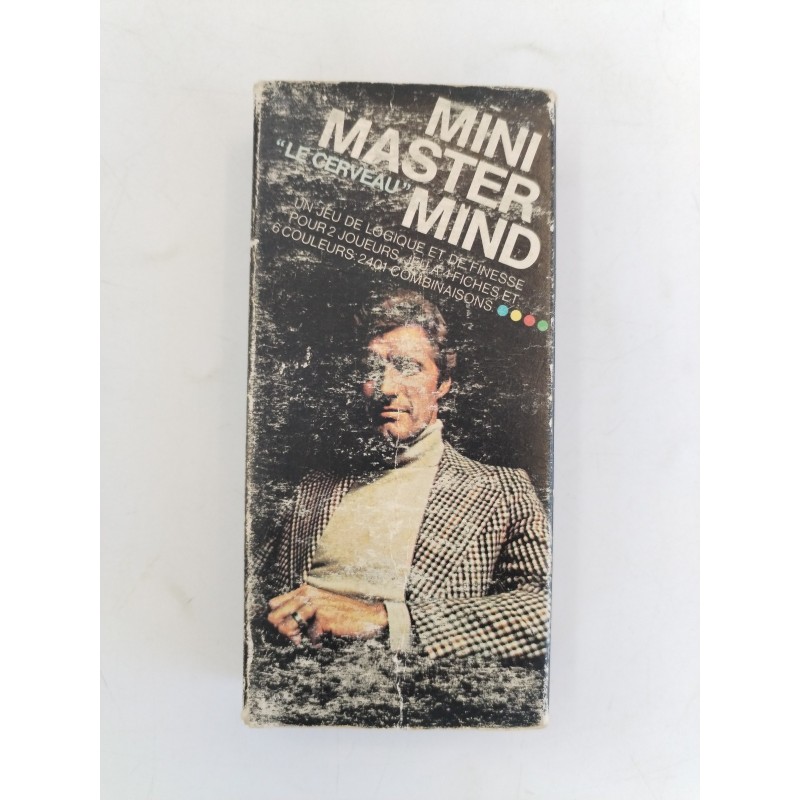 MINI
MASTER
"LE CERVEAU"
MIND
UN JEU DE LOGIQUE ET DE FINESSE
POUR 2 JOUEURS. JEU A 4 FICHES ET
6 COULEURS; 2401 COMBINAISONS.